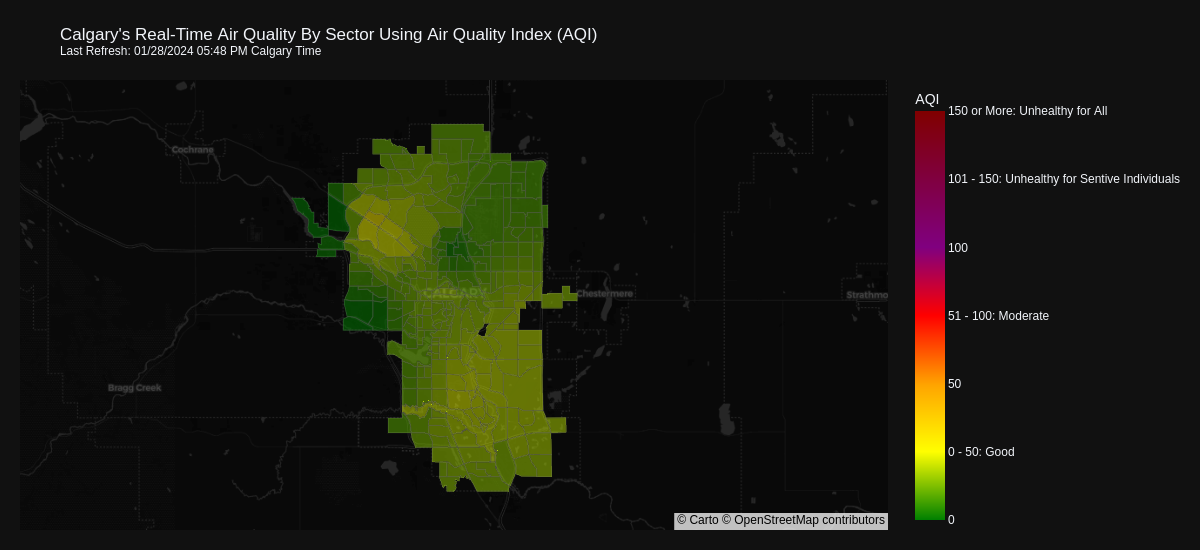 Calgary's Real-Time Air Quality By Sector Using Air Quality Index (AQI)
Last Refresh: 01/28/2024 05:48 PM Calgary Time
AQI
150 or More: Unhealthy for All
101 - 150: Unhealthy for Sentive Individuals
100
51 - 100: Moderate
50
0 - 50: Good
0
Cochrane
CALGARY
Chestermere
Strathmo
Bragg Creek
© Carto © OpenStreetMap contributors